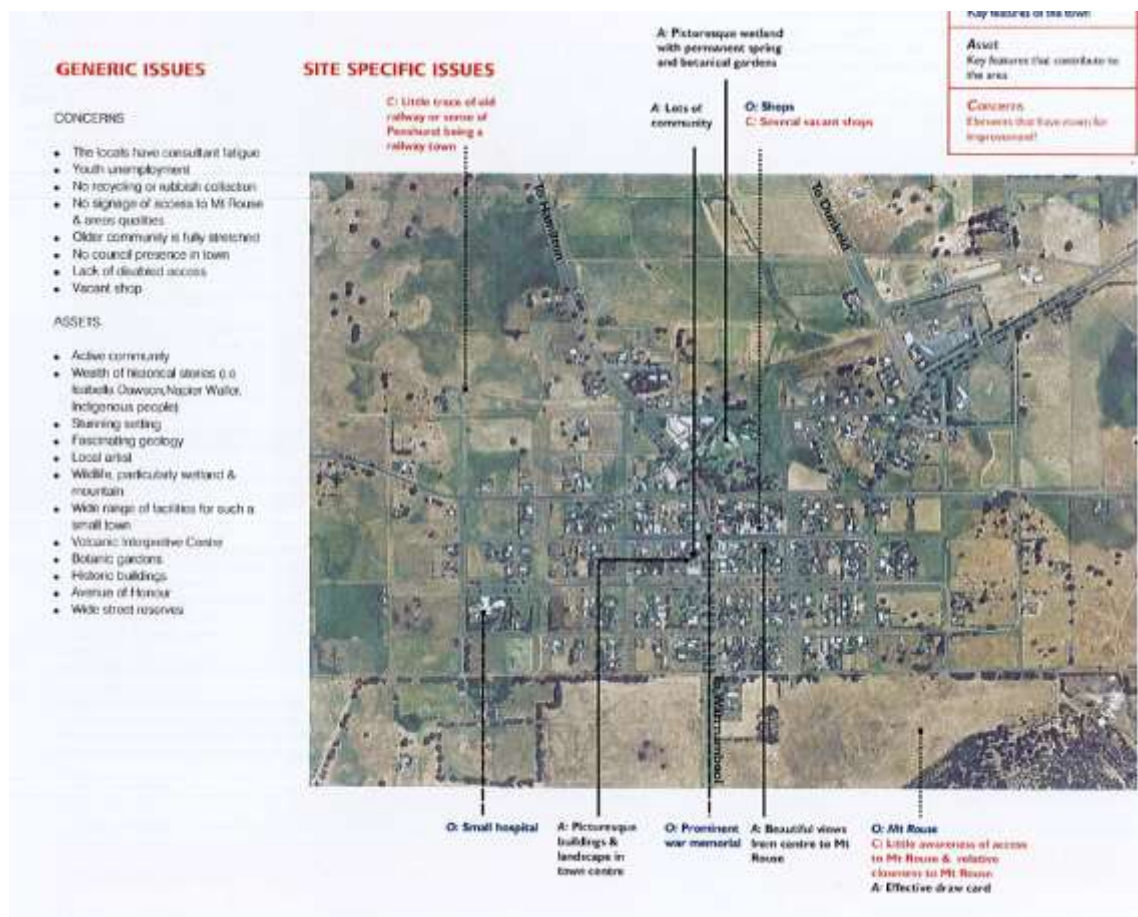 GENERIC ISSUES
CONCERNS
• The locals have consultant fatigue
• Youth unemployment
• No recycling or rubbish collection
• No signage of access to Mt Rouse
& areas qualities
• Older community is fully stretched
• No council presence in town
• Lack of disabled access
• Vacant shop
ASSETS
• Active community
• Wealth of historical stories
Isabella Dawson, Napier Waller,
Indigenous people)
• Stunning setting
• Fascinating geology
• Local artist
• Wildlife, particularly wetland &
mountain
• Wide range of facilities for such a
small town
• Volcanic Interpretive Centre
• Botanic gardens
• Historic buildings
• Avenue of Honour
• Wide street reserves
SITE SPECIFIC ISSUES
C: Little trace of old
railway or sense of
Penshurst being a
railway town
A: Picturesque wetland
with permanent spring
and botanical gardens
A: Lots of
community
O: Shops
C: Several vacant shops
Key features of the town
Asset
Key features that contribute to
the area
Concerns
Elements that have room for
improvement!
To Hamilton
To Dunkeld
To Warrnambool
O: Small hospital
A: Picturesque
buildings &
landscape in
town centre
O: Prominent
war memorial
A: Beautiful views
from centre to Mt
Rouse
O: Mt Rouse
C: Little awareness of access
to Mt Rouse & relative
closeness to Mt Rouse
A: Effective draw card